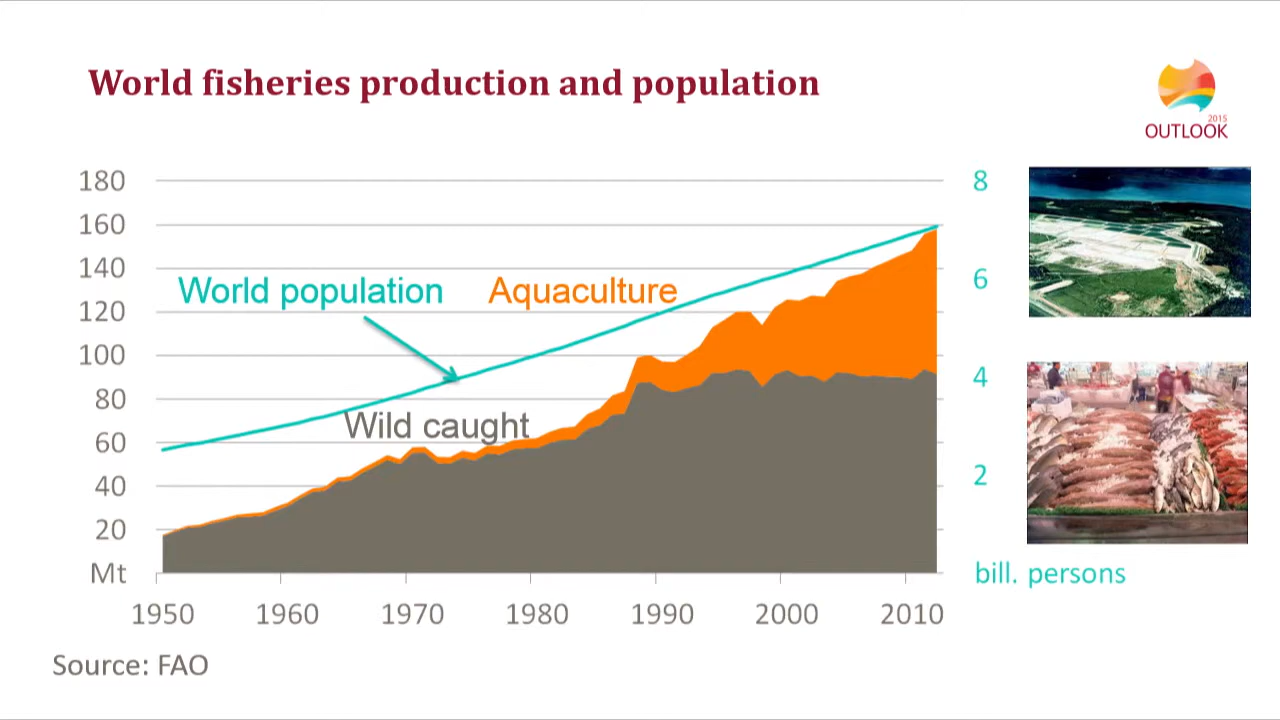 World fisheries production and population
2015
OUTLOOK
180
160
140
120
100
80
60
40
20
Mt
8
6
4
2
bill. persons
World population
Aquaculture
Wild caught
1950 1960 1970 1980 1990 2000 2010
Source: FAO